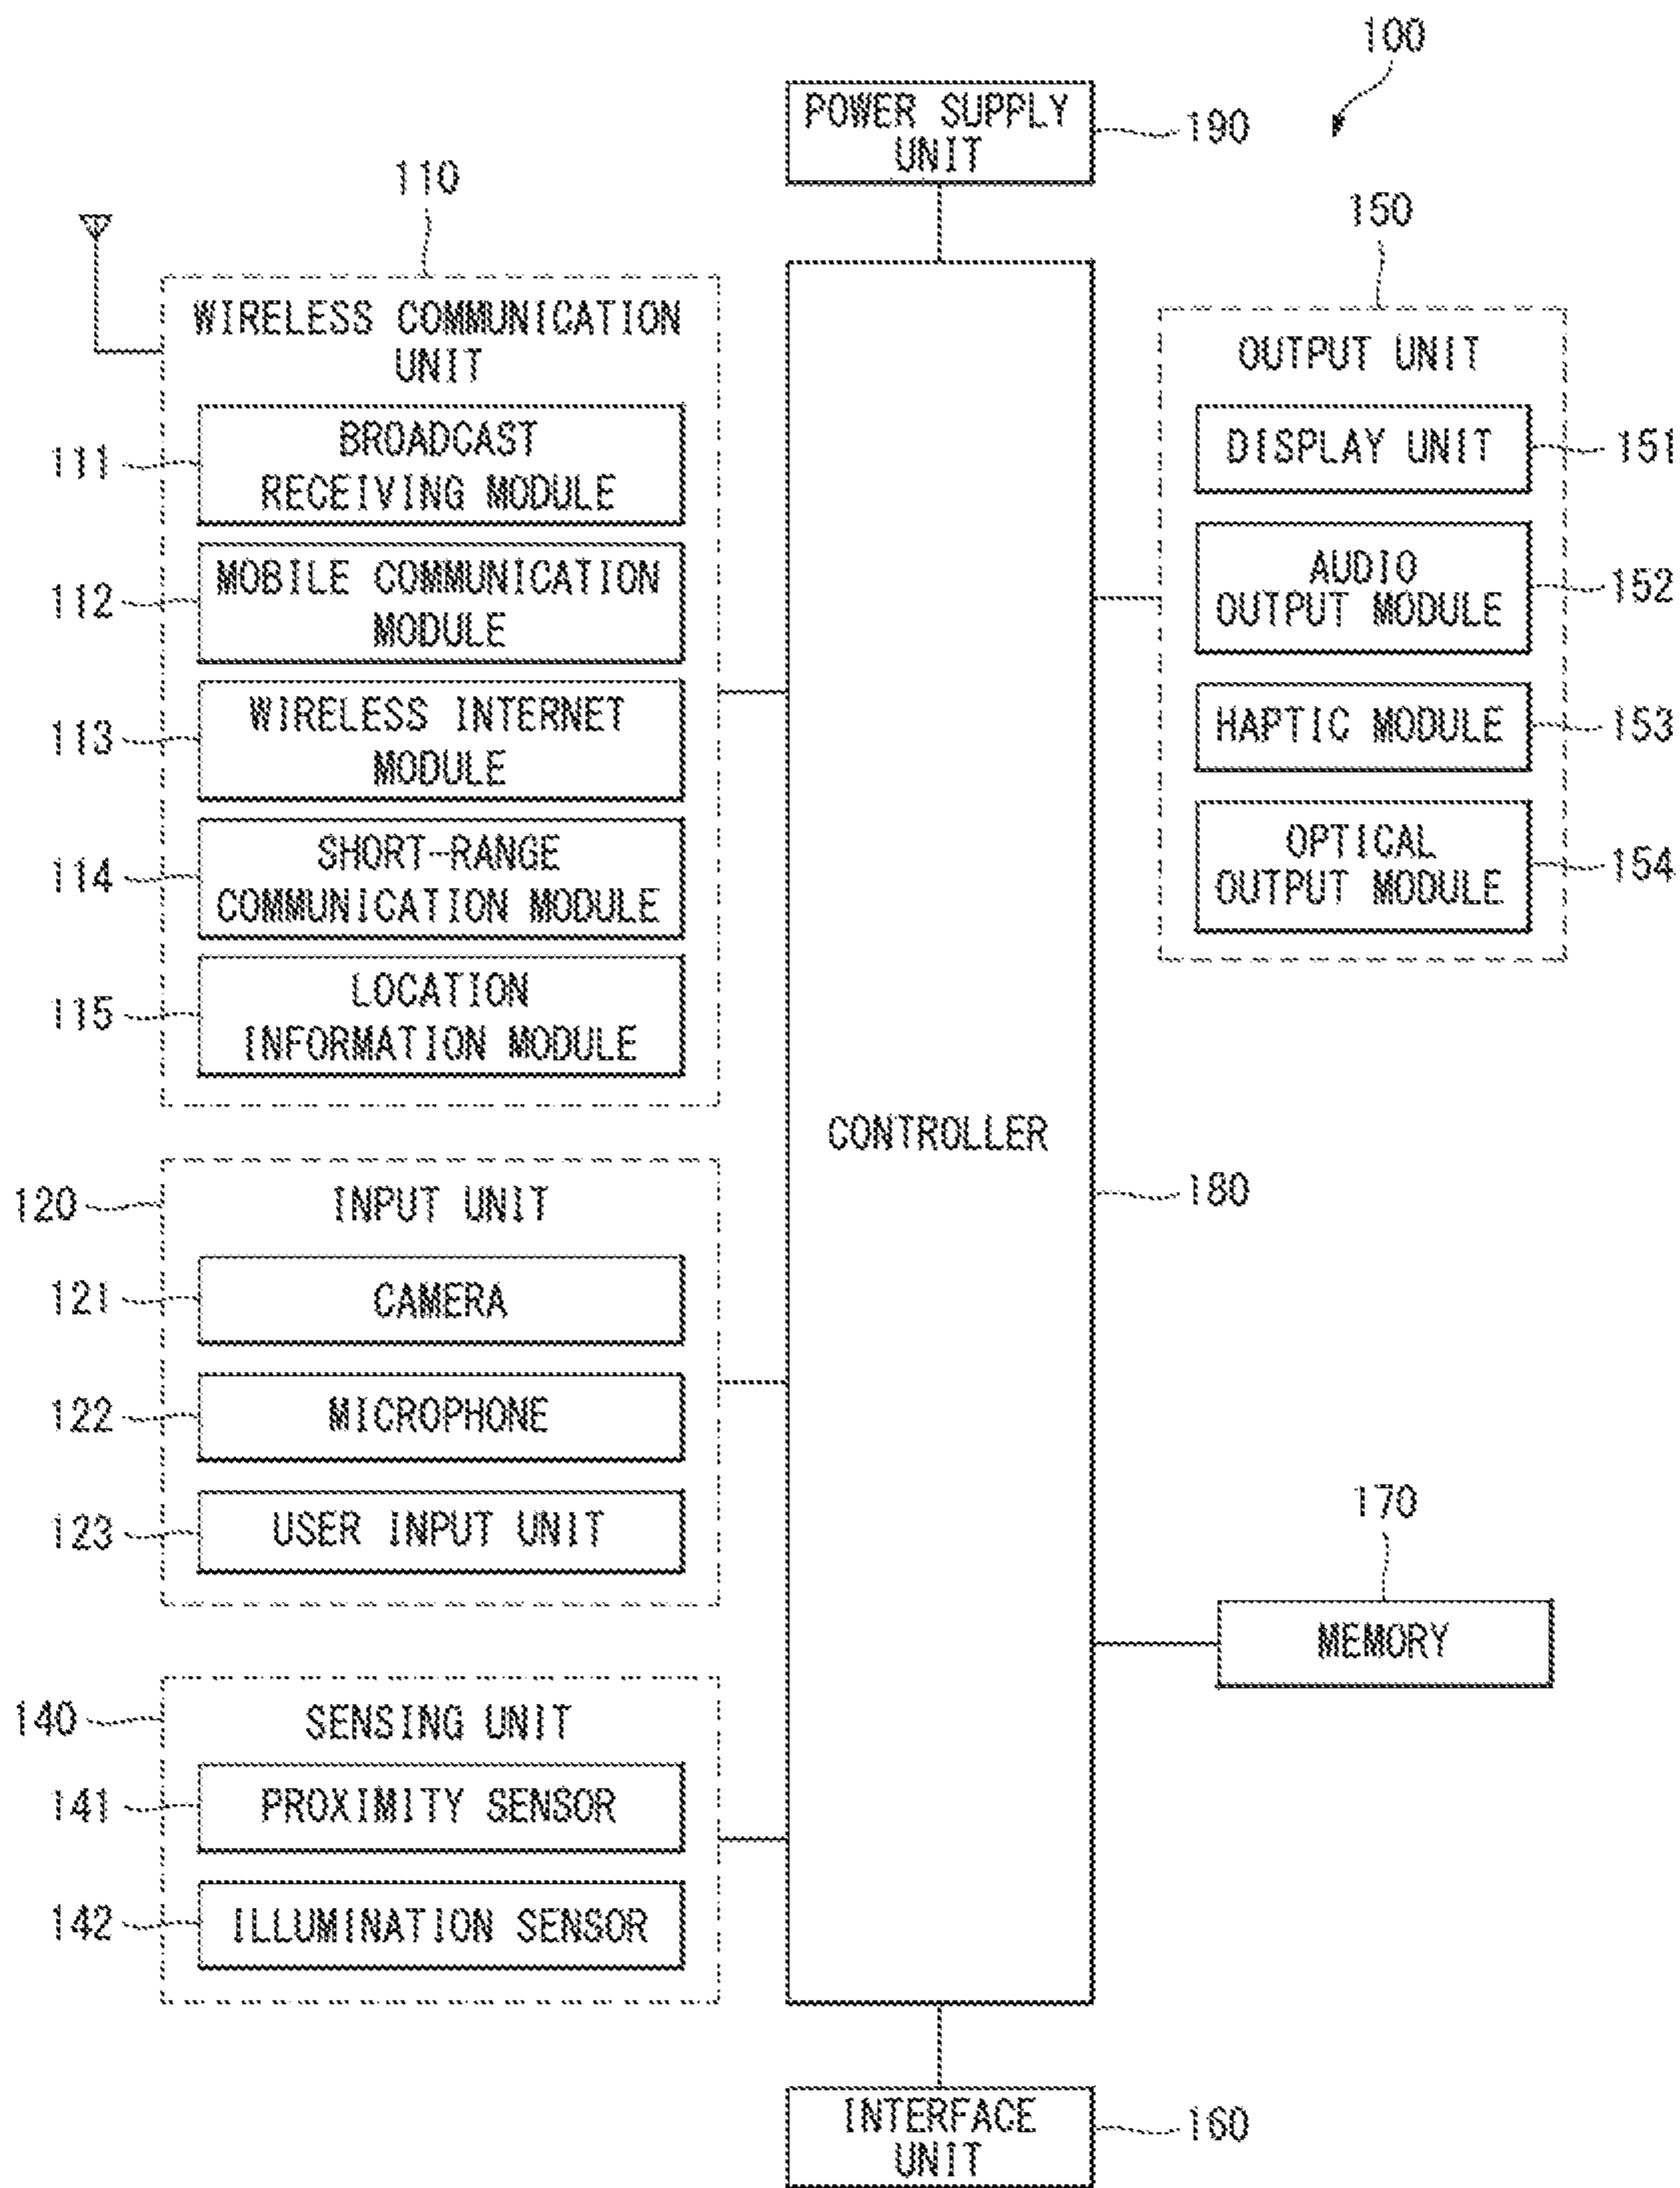 100
POWER SUPPLY
UNIT
190
110
WIRELESS COMMUNICATION
UNIT
111
BROADCAST
RECEIVING MODULE
112
MOBILE COMMUNICATION
MODULE
113
WIRELESS INTERNET
MODULE
114
SHORT-RANGE
COMMUNICATION MODULE
115
LOCATION
INFORMATION MODULE
120
INPUT UNIT
121
CAMERA
122
MICROPHONE
123
USER INPUT UNIT
140
SENSING UNIT
141
PROXIMITY SENSOR
142
ILLUMINATION SENSOR
CONTROLLER
180
150
OUTPUT UNIT
DISPLAY UNIT
151
AUDIO
OUTPUT MODULE
152
HAPTIC MODULE
153
OPTICAL
OUTPUT MODULE
154
170
MEMORY
INTERFACE
UNIT
160